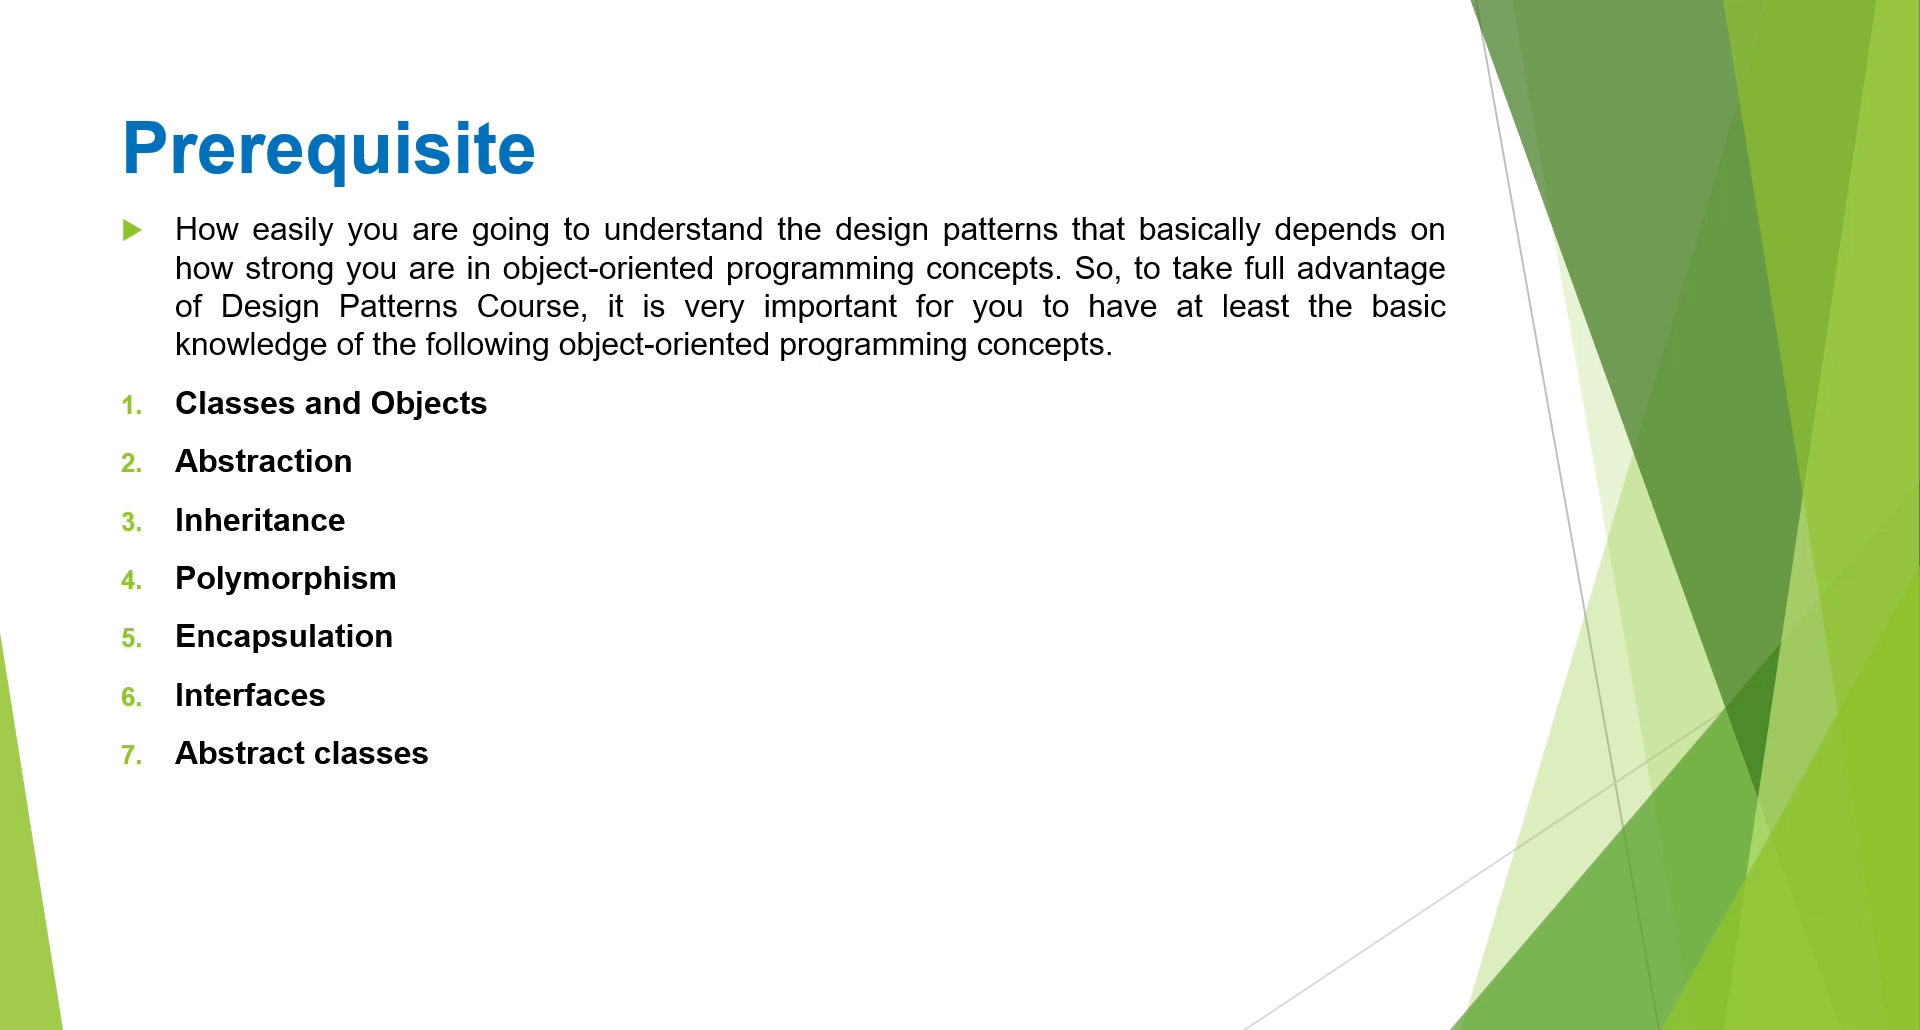 Prerequisite
How easily you are going to understand the design patterns that basically depends on
how strong you are in object-oriented programming concepts. So, to take full advantage
of Design Patterns Course, it is very important for you to have at least the basic
knowledge of the following object-oriented programming concepts.
1. Classes and Objects
2. Abstraction
3. Inheritance
4. Polymorphism
5. Encapsulation
6. Interfaces
7. Abstract classes